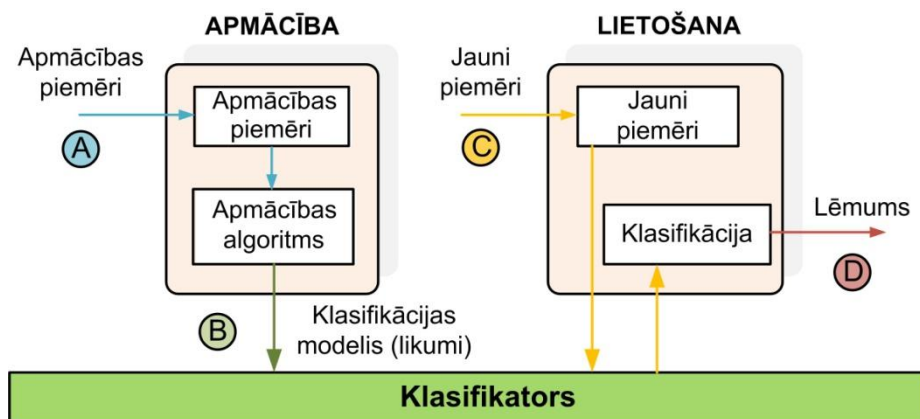 APMĀCĪBA
Apmācības
piemēri
A
Apmācības
piemēri
Apmācības
algoritms
B
Klasifikācijas
modelis (likumi)
LIETOŠANA
Jauni
piemēri
C
Jauni
piemēri
Klasifikācija
Lēmums
D
Klasifikators